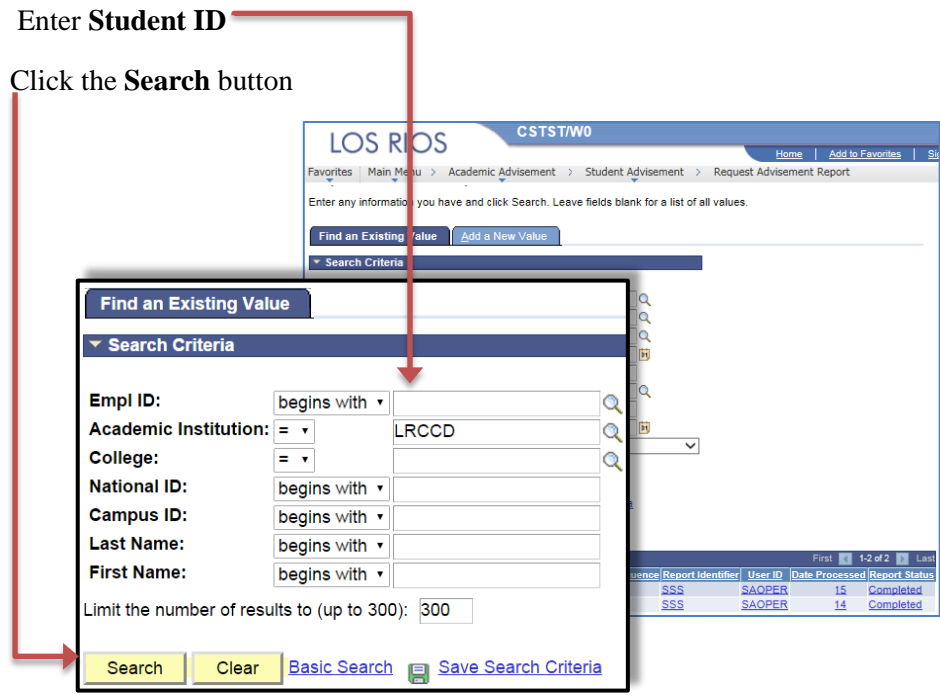 Enter Student ID
Click the Search button
CSTST/W0
LOS RIOS
Home | Add to Favorites |
Favorites Main Menu > Academic Advisement > Student Advisement > Request Advisement Report
Enter any information you have and click Search. Leave fields blank for a list of all values.
Find an Existing Value Add a New Value
Search Criteria
Find an Existing Value
Search Criteria
Empl ID: begins with
Academic Institution: = LRCCD
College: =
National ID: begins with
Campus ID: begins with
Last Name: begins with
First Name: begins with
Limit the number of results to (up to 300): 300
Search Clear Basic Search Save Search Criteria
First 1-2 of 2 Last
Report Identifier User ID Date Processed Report Status
SSS SAOPER 15 Completed
SSS SAOPER 14 Completed